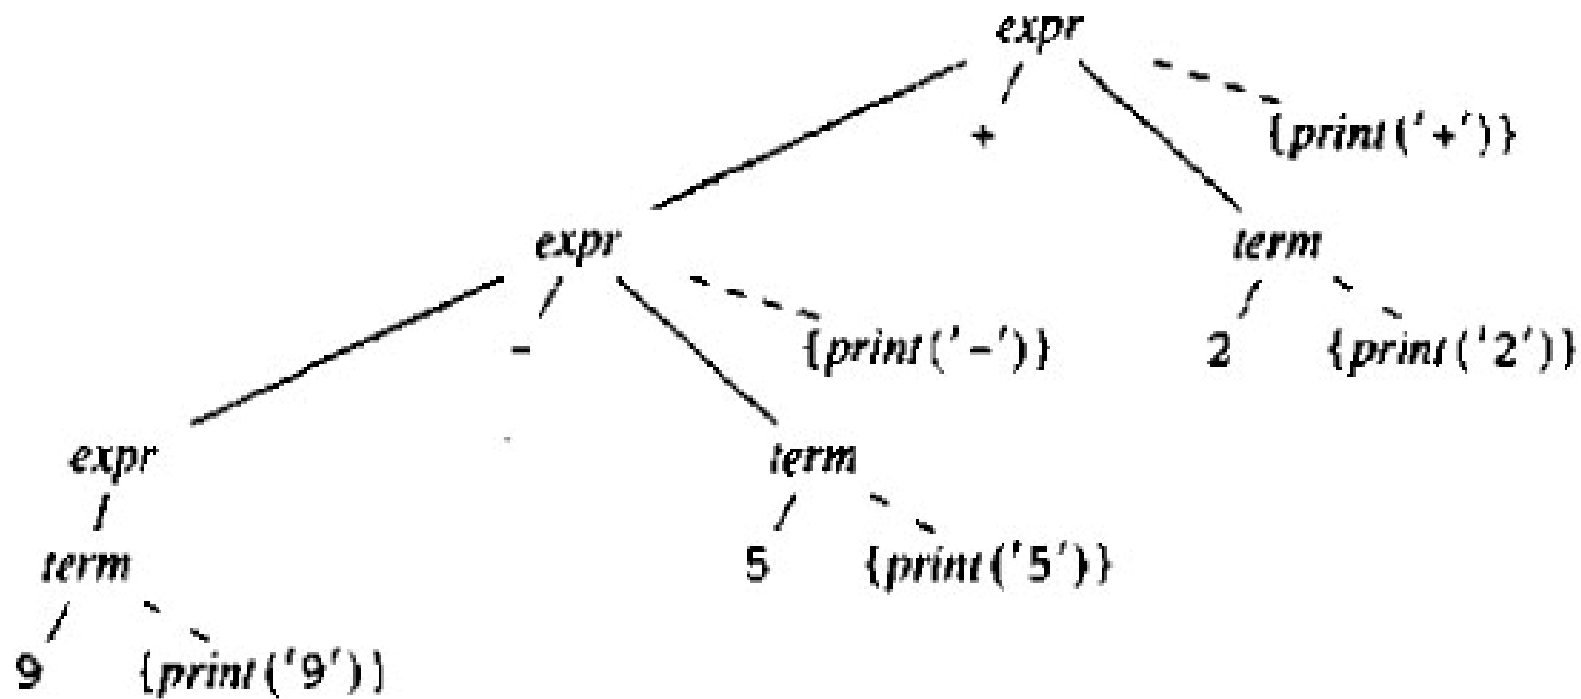 expr
+ {print('+')}
expr term
- {print('-')} 2 {print('2')}
expr term
term 5 {print('5')}
9 {print('9')}